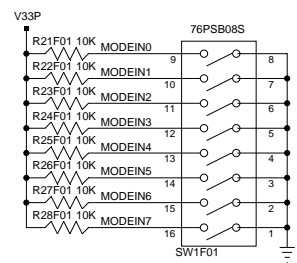 V33P
76PSB08S
R21F01 10K MODEIN0 9 8
R22F01 10K MODEIN1 10 7
R23F01 10K MODEIN2 11 6
R24F01 10K MODEIN3 12 5
R25F01 10K MODEIN4 13 4
R26F01 10K MODEIN5 14 3
R27F01 10K MODEIN6 15 2
R28F01 10K MODEIN7 16 1
SW1F01